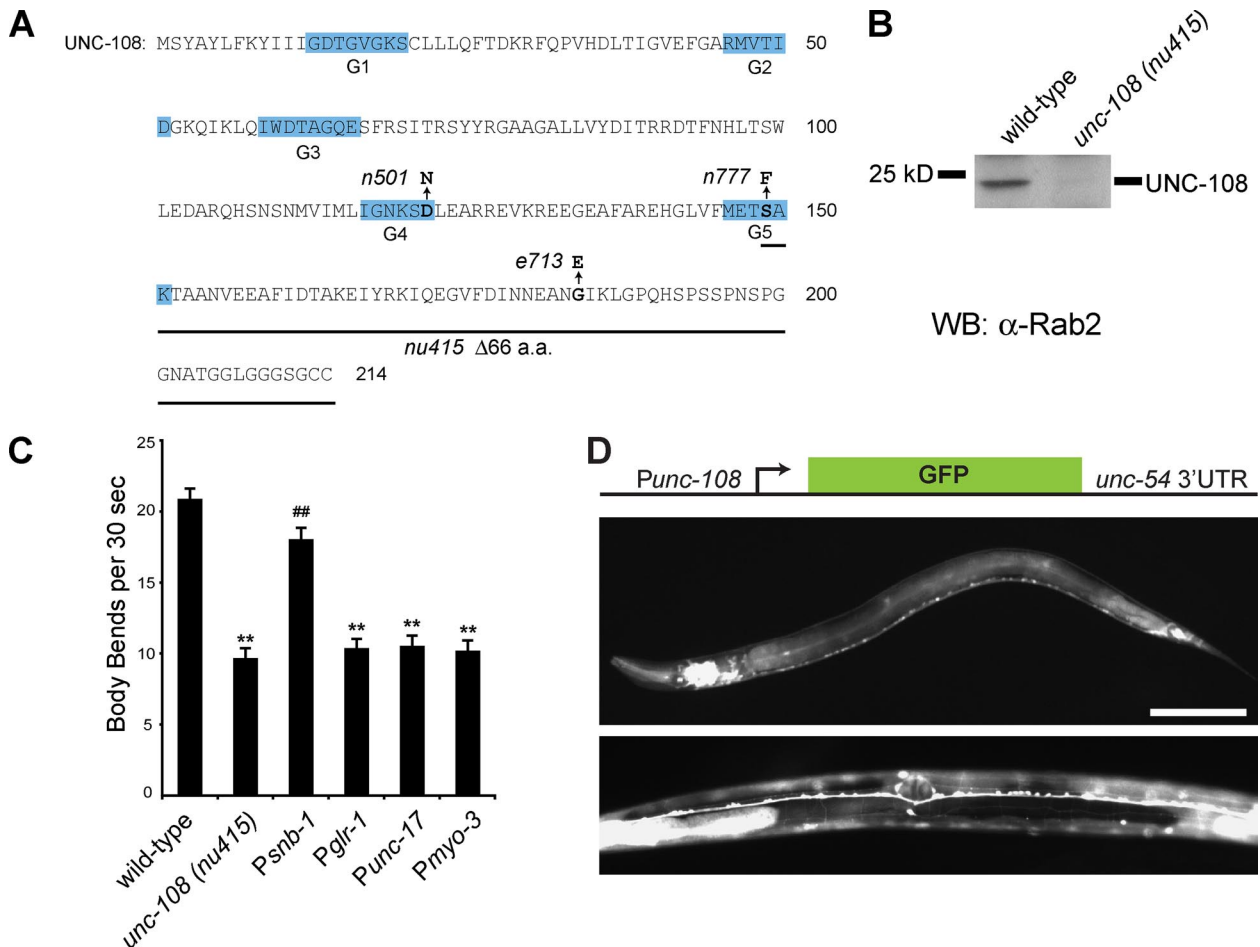 A
UNC-108: MSYAYLFKYIIIGDTGVGKSCLLLQFTDKRFQPVHDLTIGVEFGARMVTI 50
G1 G2
DGKQIKLQIWDTAGQESFRSITRSYYRGAAGALLVYDITRRDTFNHLTSW 100
G3
n501 N n777 F
LEDARQHSNSNMVIMLIGNKSDLEARREVKREEGEAFAREHGLVFMETSA 150
G4 G5
e713 E
KTAANVEEAFIDTAKEIYRKIQEGVFDINNEANGIKLGPQHSPSSPNSPG 200
nu415 Δ66 a.a.
GNATGGLGGGSGCC 214
B
wild-type
unc-108 (nu415)
25 kD
UNC-108
WB: α-Rab2
C
Body Bends per 30 sec
25
20
15
10
5
0
**
##
**
**
**
wild-type
unc-108 (nu415)
Psnb-1
Pglr-1
Punc-17
Pmyo-3
D
Punc-108 GFP unc-54 3’UTR